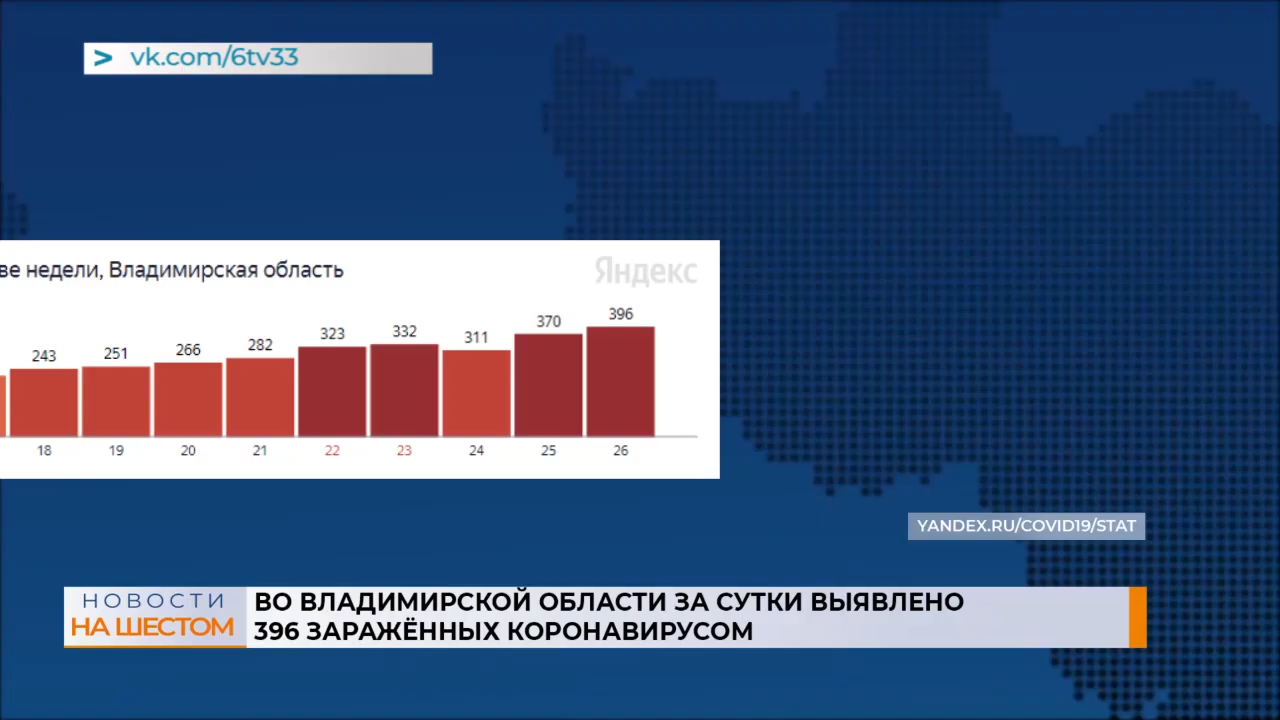 > vk.com/6tv33
ве недели, Владимирская область
Яндекс
243 251 266 282 323 332 311 370 396
18 19 20 21 22 23 24 25 26
YANDEX.RU/COVID19/STAT
НОВОСТИ
НА ШЕСТОМ
ВО ВЛАДИМИРСКОЙ ОБЛАСТИ ЗА СУТКИ ВЫЯВЛЕНО
396 ЗАРАЖЁННЫХ КОРОНАВИРУСОМ